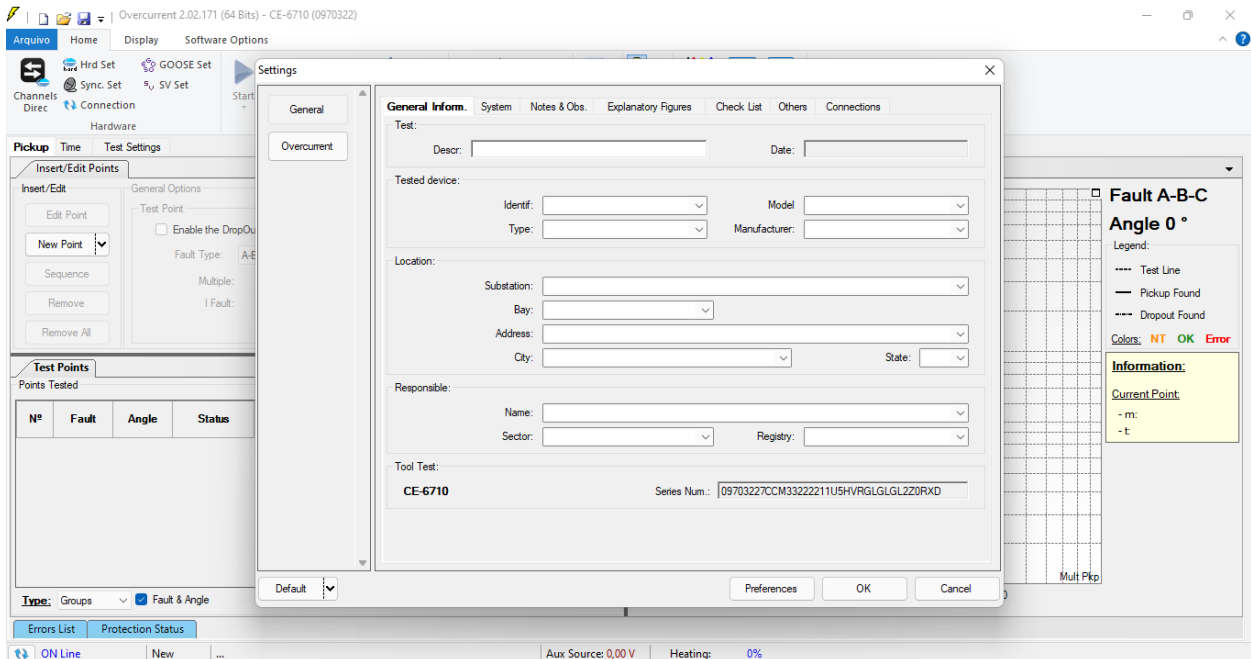 Overcurrent 2.02.171 (64 Bits) - CE-6710 (0970322)
Arquivo Home Display Software Options
Channels Direc
Hrd Set
GOOSE Set
Sync. Set
SV Set
Connection
Start
Hardware
Pickup Time Test Settings
Insert/Edit Points
Insert/Edit
Edit Point
New Point
Sequence
Remove
Remove All
General Options
Test Point
Enable the DropOu
Fault Type:
Multiple:
I Fault:
Test Points
Points Tested
Nº Fault Angle Status
Type: Groups Fault & Angle
Errors List Protection Status
ON Line New ... Aux Source: 0,00 V Heating: 0%
Settings
General
Overcurrent
General Inform. System Notes & Obs. Explanatory Figures Check List Others Connections
Test:
Descr: Date:
Tested device:
Identif: Model
Type: Manufacturer:
Location:
Substation:
Bay:
Address:
City: State:
Responsible:
Name:
Sector: Registry:
Tool Test:
CE-6710 Series Num.: 09703227CCM33222211U5HVRGLGLGL2Z0RXD
Default Preferences OK Cancel
Fault A-B-C
Angle 0 °
Legend:
Test Line
Pickup Found
Dropout Found
Colors: NT OK Error
Information:
Current Point:
- m:
- t:
Mult Pkp